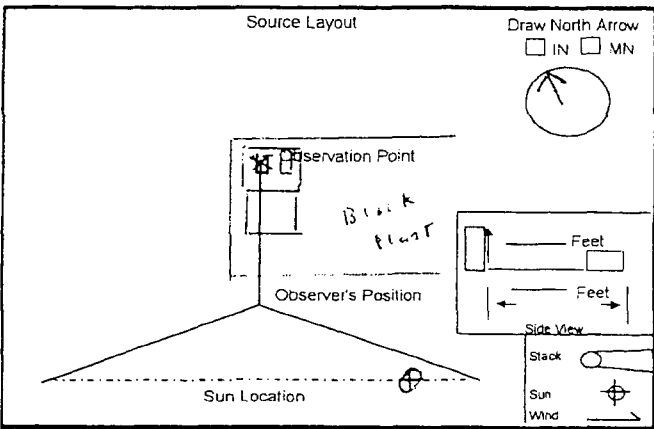 Source Layout
Draw North Arrow
IN MN
Observation Point
Block
Plant
Feet
Observer's Position
Feet
Side View
Stack
Sun
Sun Location
Wind